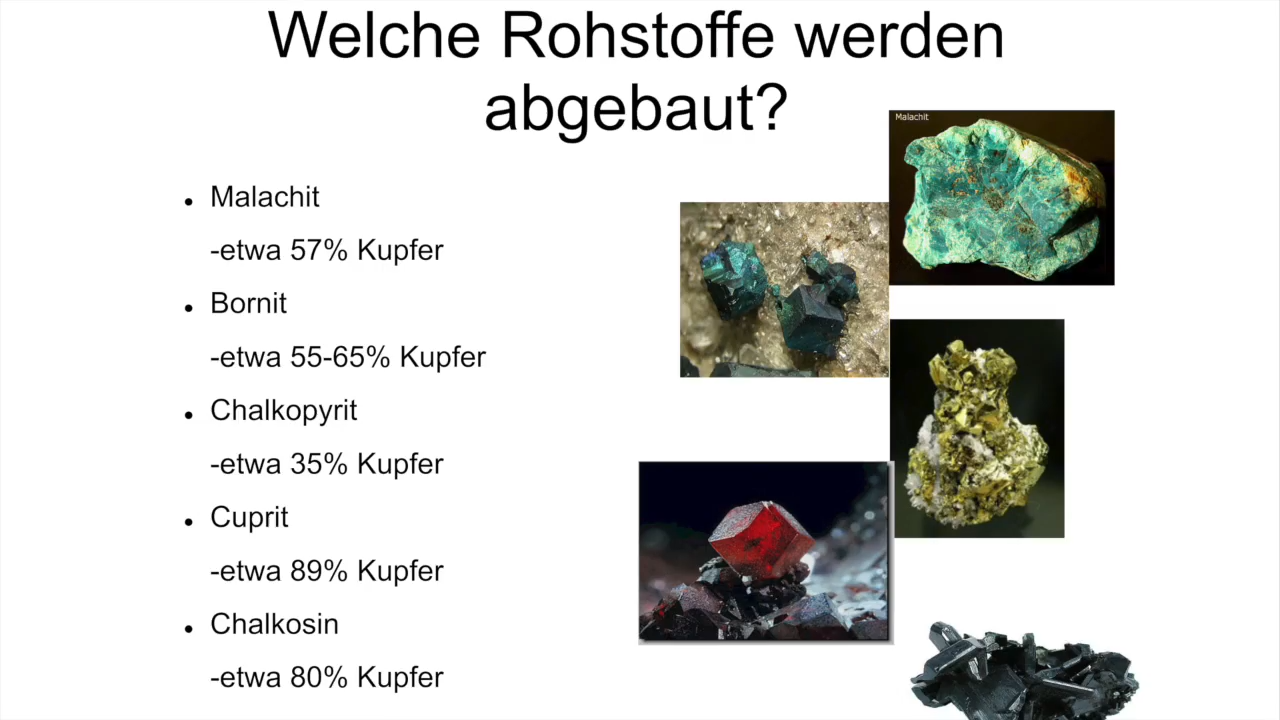 Welche Rohstoffe werden
abgebaut?
Malachit
• Malachit
-etwa 57% Kupfer
• Bornit
-etwa 55-65% Kupfer
• Chalkopyrit
-etwa 35% Kupfer
• Cuprit
-etwa 89% Kupfer
• Chalkosin
-etwa 80% Kupfer